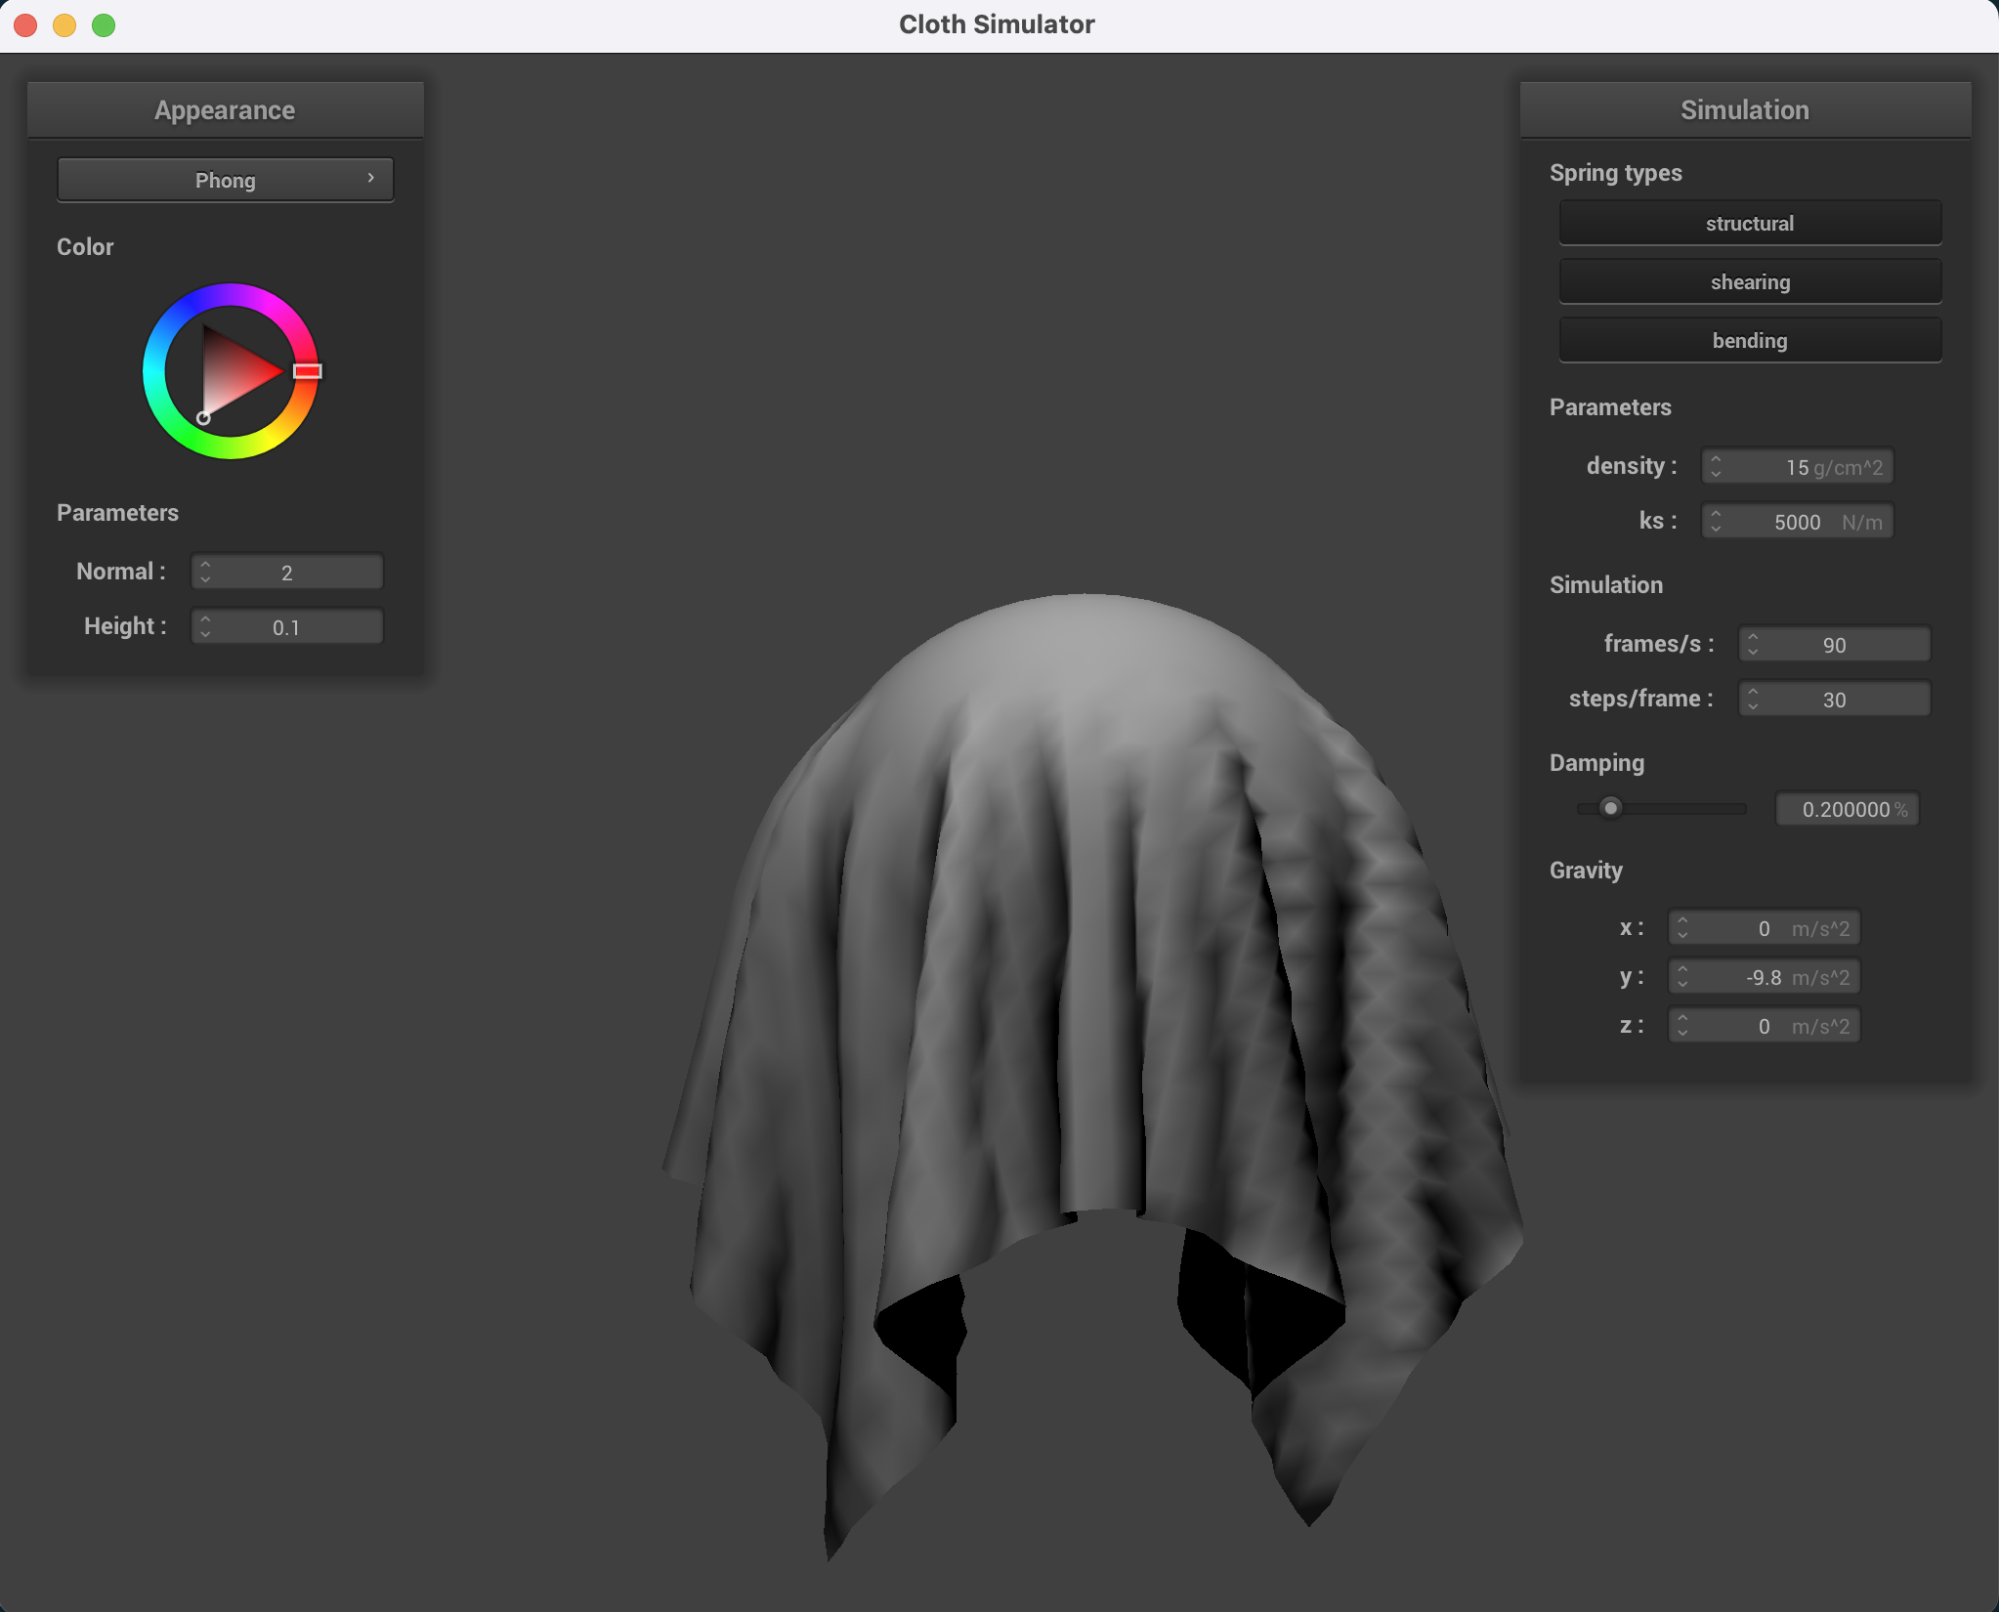 Cloth Simulator
Appearance
Phong
Color
Parameters
Normal : 2
Height : 0.1
Simulation
Spring types
structural
shearing
bending
Parameters
density : 15 g/cm^2
ks : 5000 N/m
Simulation
frames/s : 90
steps/frame : 30
Damping
0.200000 %
Gravity
x : 0 m/s^2
y : -9.8 m/s^2
z : 0 m/s^2